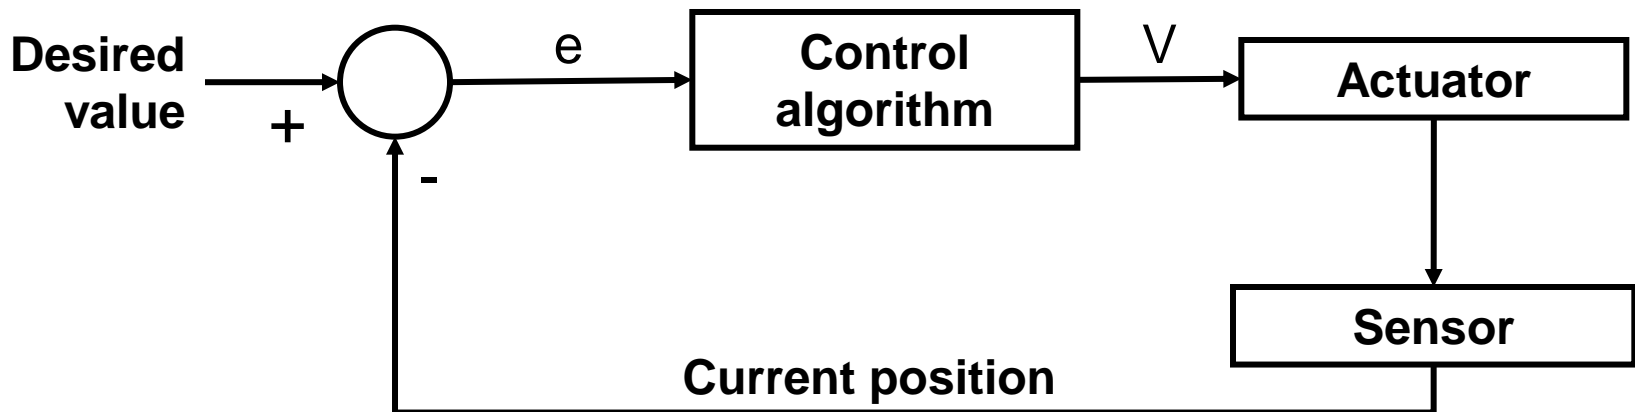 Desired
value
+
-
e
Control
algorithm
V
Actuator
Sensor
Current position